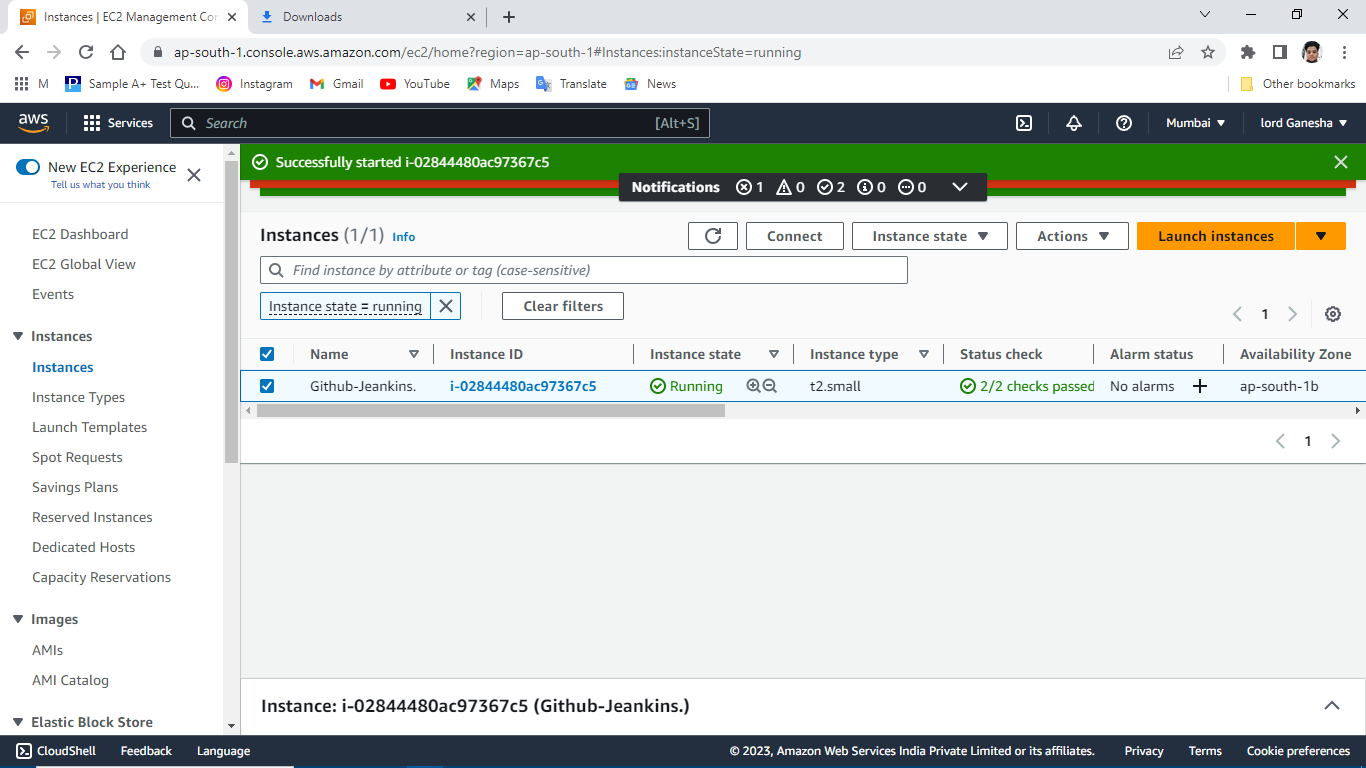 Instances | EC2 Management Con
Downloads
ap-south-1.console.aws.amazon.com/ec2/home?region=ap-south-1#Instances:instanceState=running
M
Sample A+ Test Qu...
Instagram
Gmail
YouTube
Maps
Translate
News
Other bookmarks
aws
Services
Search
[Alt+S]
Mumbai
lord Ganesha
New EC2 Experience
Tell us what you think
EC2 Dashboard
EC2 Global View
Events
Instances
Instances
Instance Types
Launch Templates
Spot Requests
Savings Plans
Reserved Instances
Dedicated Hosts
Capacity Reservations
Images
AMIs
AMI Catalog
Elastic Block Store
Successfully started i-02844480ac97367c5
Notifications 1 0 2 0 0
Instances (1/1) Info
Connect
Instance state
Actions
Launch instances
Find instance by attribute or tag (case-sensitive)
Instance state = running
Clear filters
1
Name Instance ID Instance state Instance type Status check Alarm status Availability Zone
Github-Jeankins. i-02844480ac97367c5 Running t2.small 2/2 checks passed No alarms ap-south-1b
1
Instance: i-02844480ac97367c5 (Github-Jeankins.)
CloudShell Feedback Language © 2023, Amazon Web Services India Private Limited or its affiliates. Privacy Terms Cookie preferences